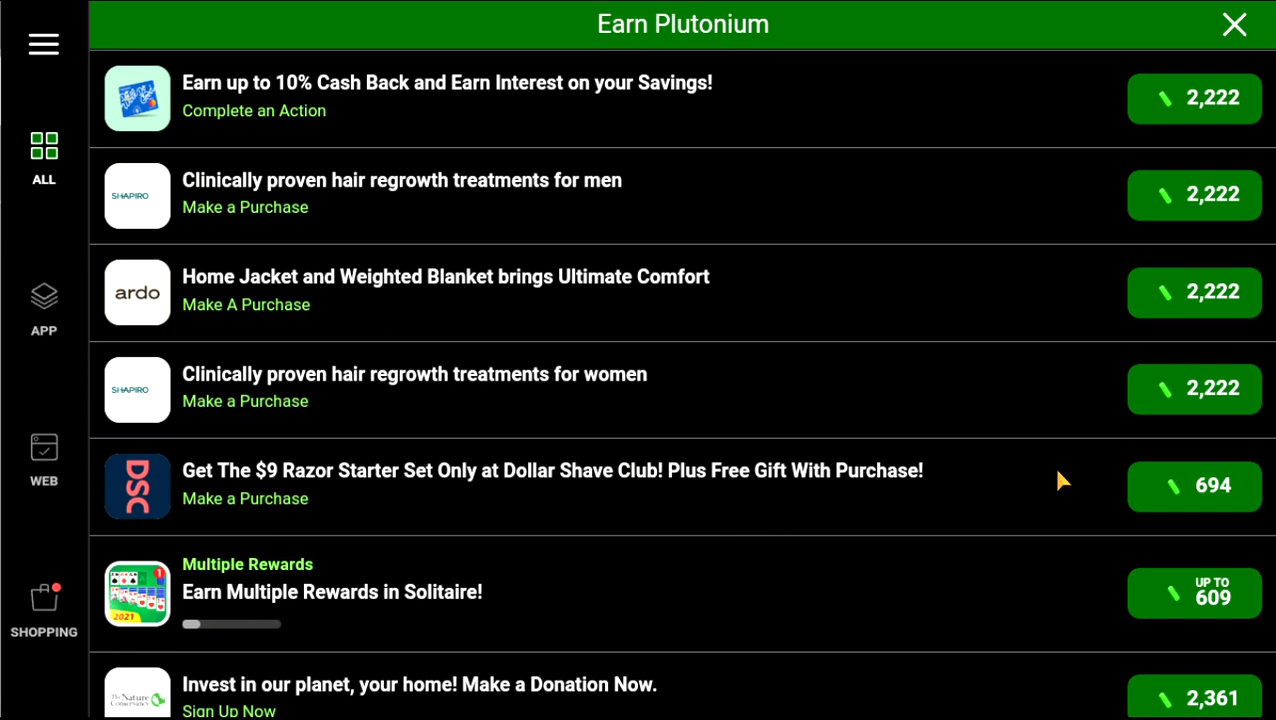 Earn Plutonium
ALL
APP
WEB
SHOPPING
Earn up to 10% Cash Back and Earn Interest on your Savings!
Complete an Action
2,222
SHAPIRO
Clinically proven hair regrowth treatments for men
Make a Purchase
2,222
ardo
Home Jacket and Weighted Blanket brings Ultimate Comfort
Make A Purchase
2,222
SHAPIRO
Clinically proven hair regrowth treatments for women
Make a Purchase
2,222
DSC
Get The $9 Razor Starter Set Only at Dollar Shave Club! Plus Free Gift With Purchase!
Make a Purchase
694
1
2021
Multiple Rewards
Earn Multiple Rewards in Solitaire!
UP TO
609
The Nature
Conservancy
Invest in our planet, your home! Make a Donation Now.
Sign Up Now
2,361